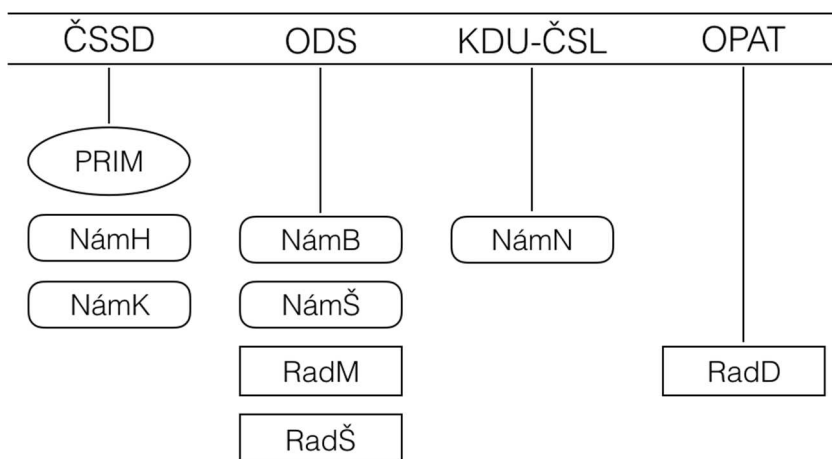 ČSSD ODS KDU-ČSL OPAT
PRIM
NámH NámB NámN
NámK NámŠ
RadM RadD
RadŠ